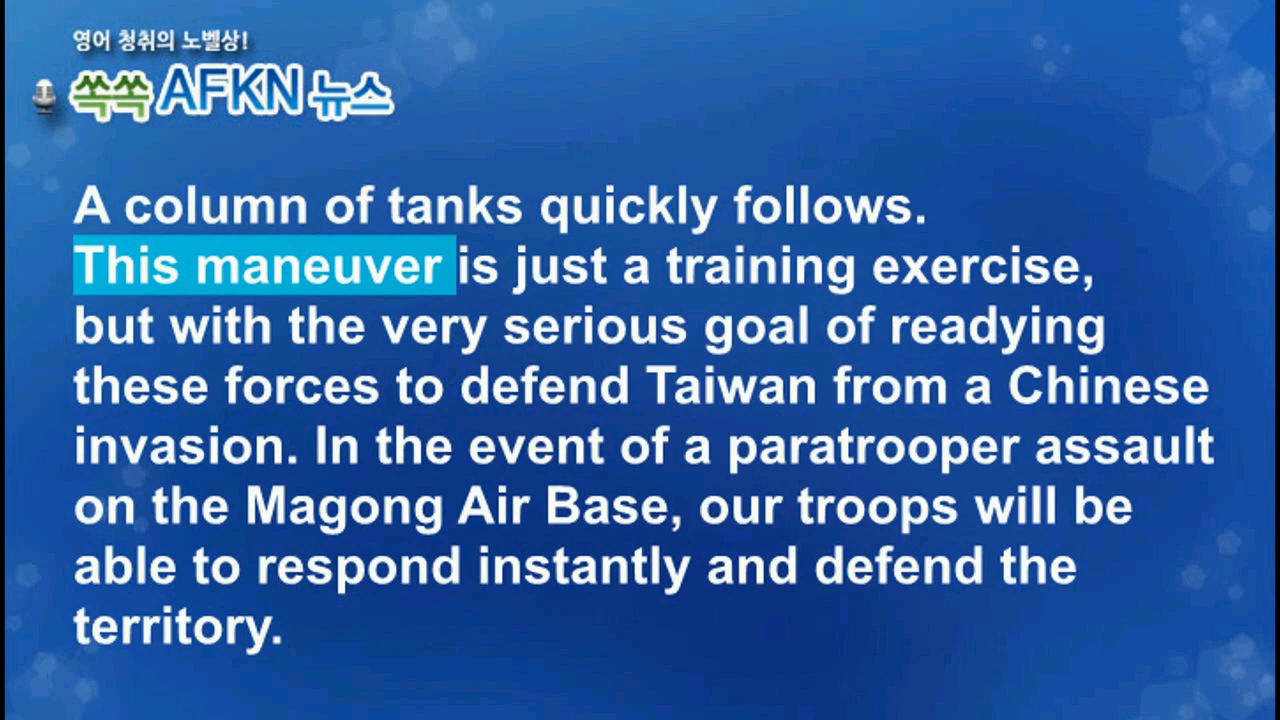 영어 청취의 노벨상!
쏙쏙 AFKN 뉴스
A column of tanks quickly follows.
This maneuver is just a training exercise,
but with the very serious goal of readying
these forces to defend Taiwan from a Chinese
invasion. In the event of a paratrooper assault
on the Magong Air Base, our troops will be
able to respond instantly and defend the
territory.